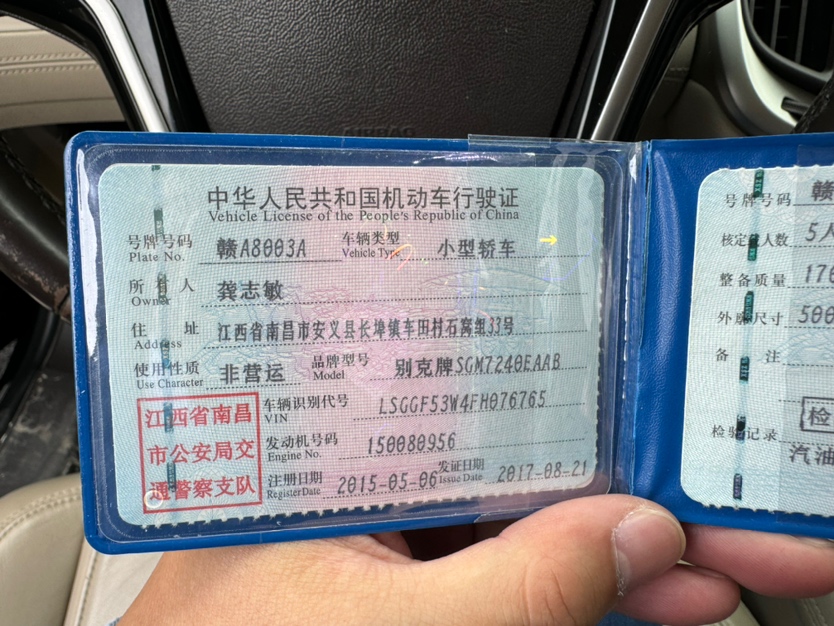 AIRBAG
中华人民共和国机动车行驶证
Vehicle License of the People's Republic of China
号牌号码 赣A8003A 车辆类型 小型轿车
Plate No. Vehicle Type
所有人 龚志敏
Owner
住址 江西省南昌市安义县长埠镇车田村石窝组33号
Address
使用性质 非营运 品牌型号 别克牌SGM7240EAAB
Use Character Model
江西省南昌
市公安局交
通警察支队
车辆识别代号 LSGGF53W4FH076765
VIN
发动机号码 150080956
Engine No.
注册日期 2015-05-06 发证日期 2017-08-21
Register Date Issue Date
号牌号码 赣
核定载人数 5人
整备质量 176
外廓尺寸 500
备注
检验记录
检
汽油